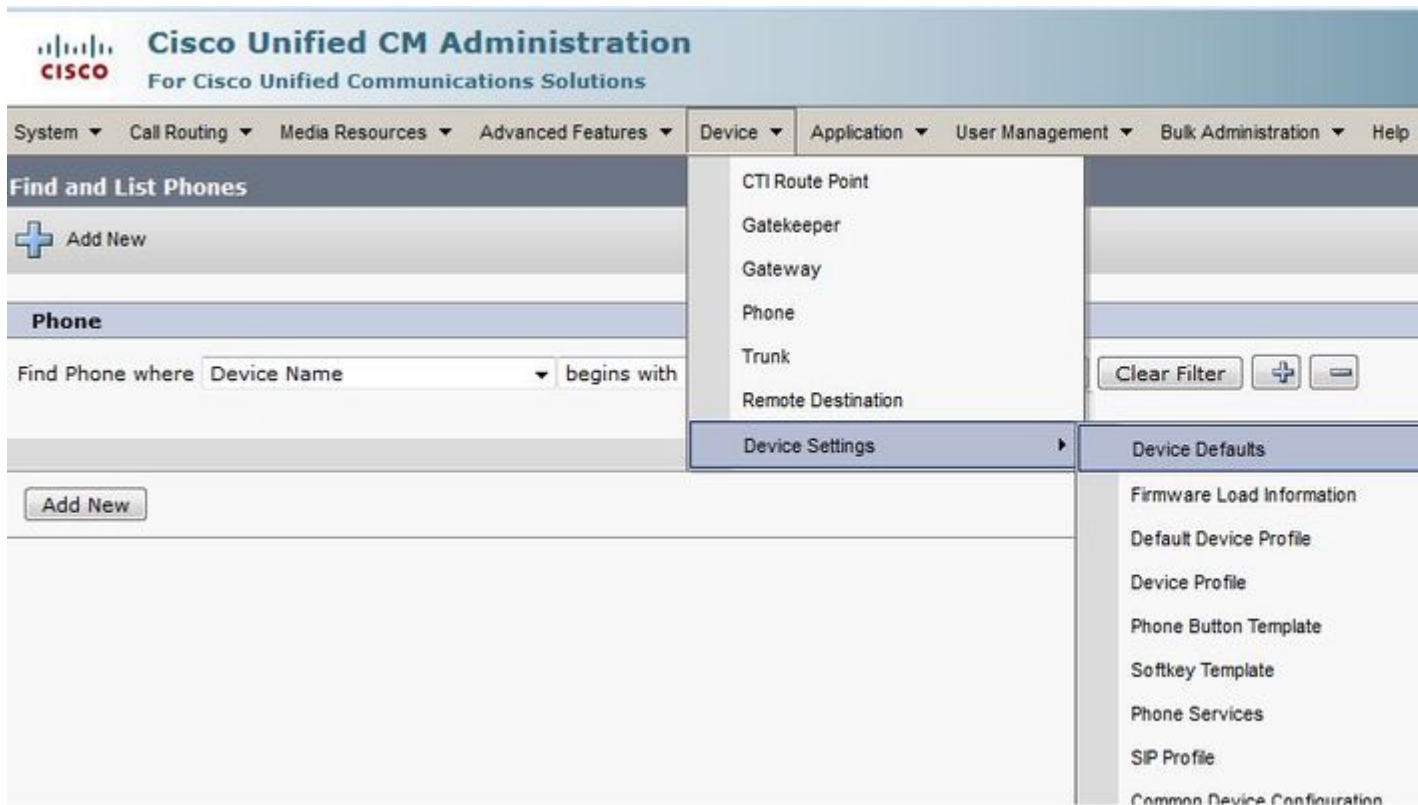 Cisco Unified CM Administration
CISCO
For Cisco Unified Communications Solutions
System Call Routing Media Resources Advanced Features Device Application User Management Bulk Administration Help
Find and List Phones
Add New
Phone
Find Phone where Device Name begins with
Clear Filter
Add New
CTI Route Point
Gatekeeper
Gateway
Phone
Trunk
Remote Destination
Device Settings
Device Defaults
Firmware Load Information
Default Device Profile
Device Profile
Phone Button Template
Softkey Template
Phone Services
SIP Profile
Common Device Configuration